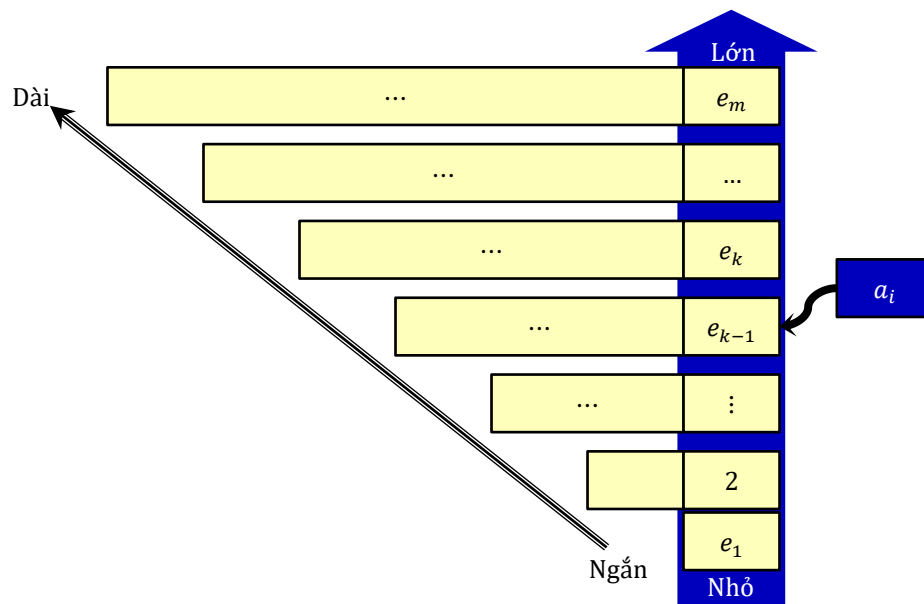 Lớn
Dài
… e_m
… …
… e_k
a_i
… e_{k−1}
… ⋮
2
e_1
Ngắn
Nhỏ